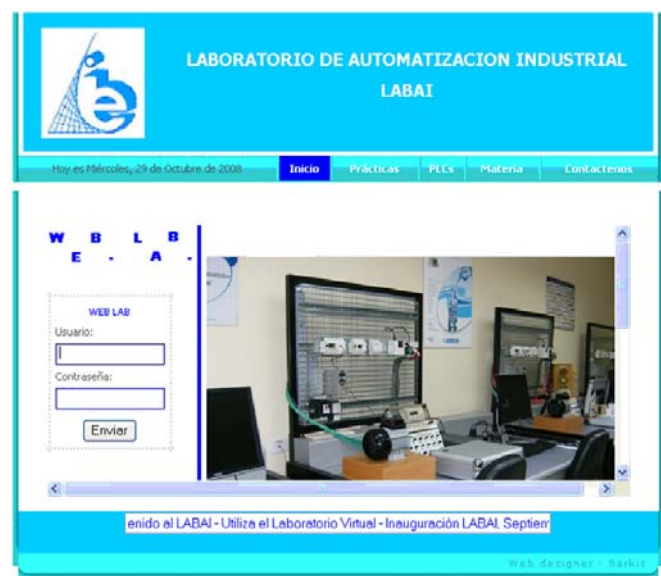 LABORATORIO DE AUTOMATIZACION INDUSTRIAL
LABAI
Hoy es Miércoles, 29 de Octubre de 2008 Inicio Prácticas PLCs Materia Contactenos
W B L B
E . A .
WEB LAB
Usuario:
Contraseña:
Enviar
enido al LABAI - Utiliza el Laboratorio Virtual - Inauguración LABAI, Septiem
Web designer - Sarkis